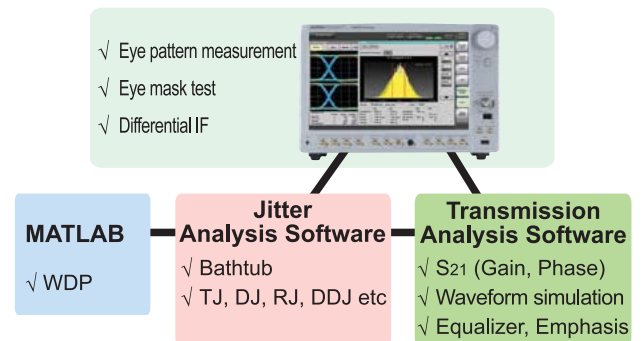 √ Eye pattern measurement
√ Eye mask test
√ Differential IF
MATLAB
√ WDP
Jitter
Analysis Software
√ Bathtub
√ TJ, DJ, RJ, DDJ etc
Transmission
Analysis Software
√ S21 (Gain, Phase)
√ Waveform simulation
√ Equalizer, Emphasis